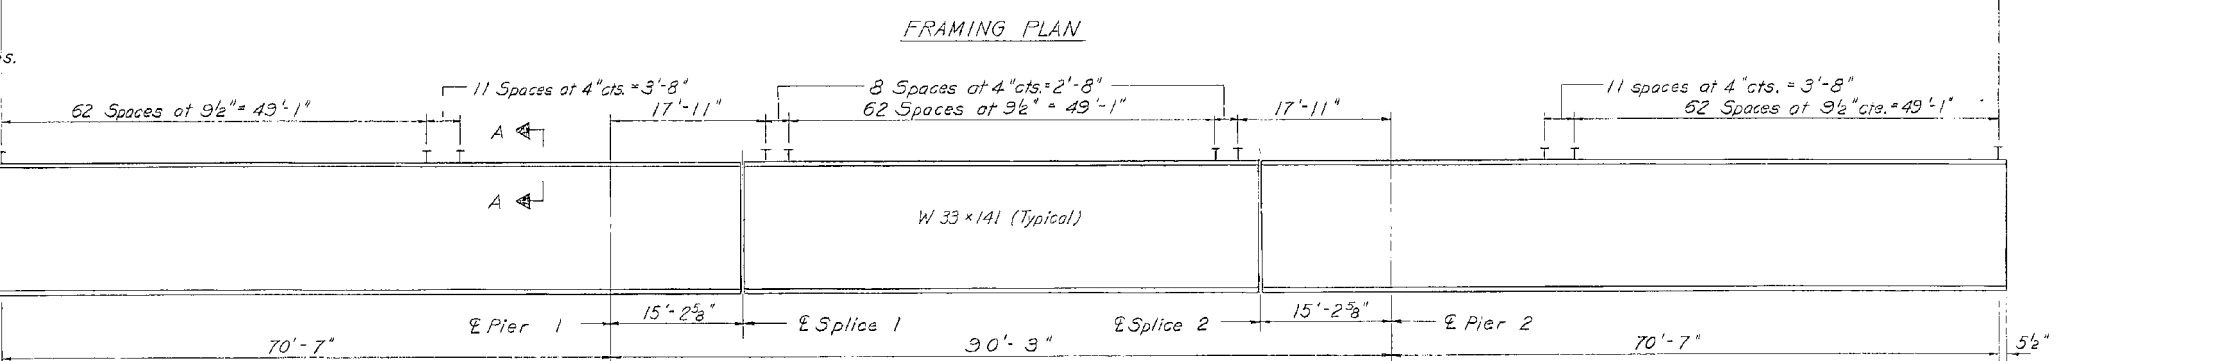 FRAMING PLAN
s.
11 Spaces at 4"cts. = 3'-8"
8 Spaces at 4"cts.=2'-8"
11 spaces at 4"cts. = 3'-8"
62 Spaces at 9½"= 49'-1"
17'-11"
62 Spaces at 9½" = 49'-1"
17'-11"
62 Spaces at 9½"cts.=49'-1"
A
A
W 33 × 141 (Typical)
15'-2⅝"
15'-2⅝"
℄ Pier 1
℄ Splice 1
℄ Splice 2
℄ Pier 2
70'-7"
90'-3"
70'-7"
5½"